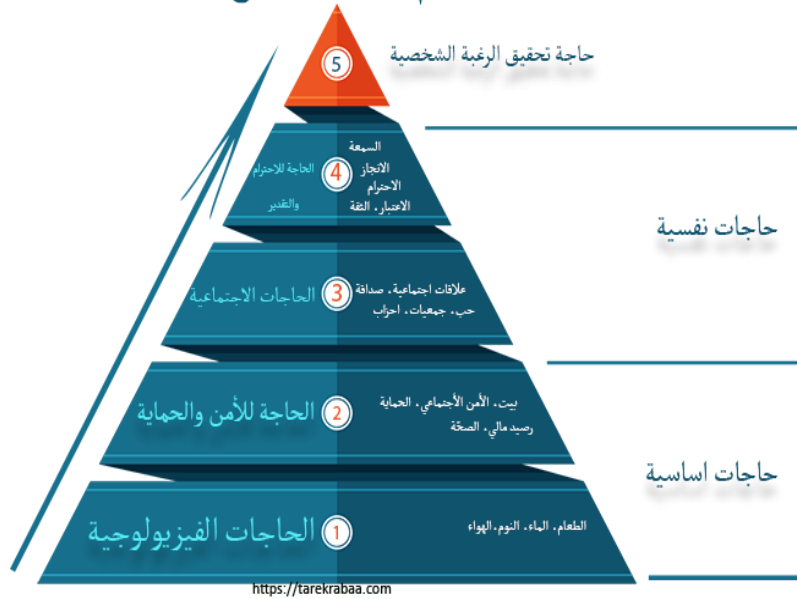 5
حاجة تحقيق الرغبة الشخصية
السمعة
الانجاز
الاحترام
الاعتبار، الثقة
4
الحاجة للاحترام
والتقدير
حاجات نفسية
علاقات اجتماعية، صداقة
حب، جمعيات، احزاب
3
الحاجات الاجتماعية
بيت، الأمن الأجتماعي، الحماية
رصيد مالي، الصحّة
2
الحاجة للأمن والحماية
حاجات اساسية
الطعام، الماء، النوم،الهواء
1
الحاجات الفيزيولوجية
https://tarekrabaa.com